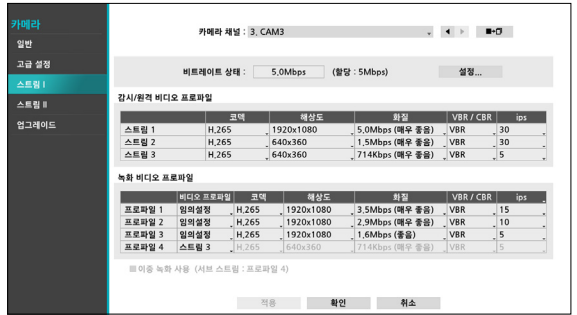 카메라
일반
고급 설정
스트림 I
스트림 II
업그레이드
카메라 채널 : 3. CAM3
비트레이트 상태 : 5.0Mbps (할당 : 5Mbps) 설정...
감시/원격 비디오 프로파일
코덱 해상도 화질 VBR / CBR ips
스트림 1 H.265 1920x1080 5.0Mbps (매우 좋음) VBR 30
스트림 2 H.265 640x360 1.5Mbps (매우 좋음) VBR 30
스트림 3 H.265 640x360 714Kbps (매우 좋음) VBR 5
녹화 비디오 프로파일
비디오 프로파일 코덱 해상도 화질 VBR / CBR ips
프로파일 1 임의설정 H.265 1920x1080 3.5Mbps (매우 좋음) VBR 15
프로파일 2 임의설정 H.265 1920x1080 2.9Mbps (매우 좋음) VBR 10
프로파일 3 임의설정 H.265 1920x1080 1.6Mbps (좋음) VBR 5
프로파일 4 스트림 3 H.265 640x360 714Kbps (매우 좋음) VBR 5
이중 녹화 사용 (서브 스트림 : 프로파일 4)
적용 확인 취소